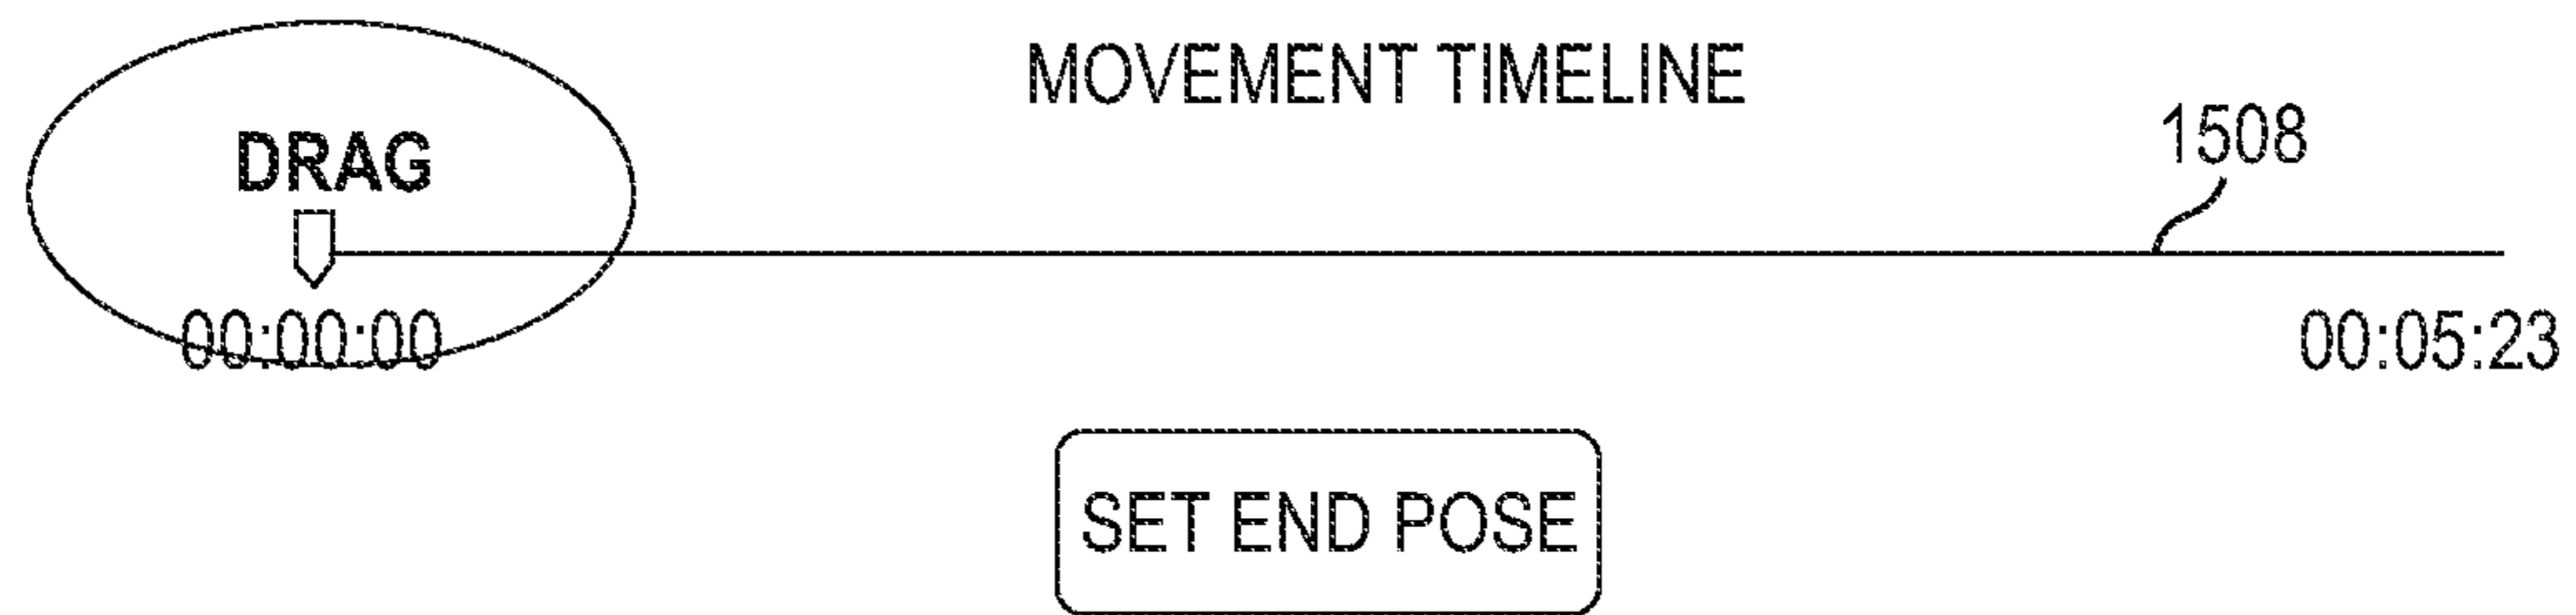 MOVEMENT TIMELINE
1508
DRAG
00:00:00
00:05:23
SET END POSE